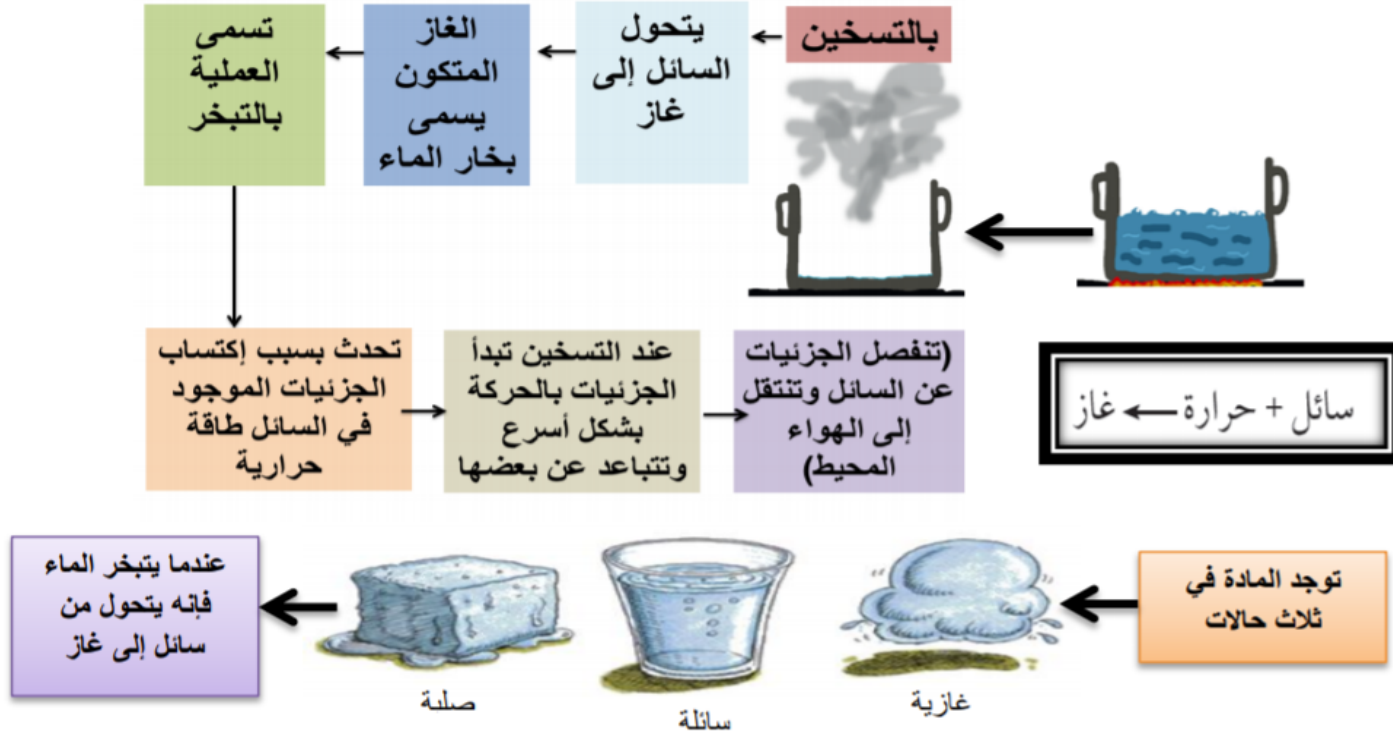 بالتسخين
يتحول
السائل إلى
غاز
الغاز
المتكون
يسمى
بخار الماء
تسمى
العملية
بالتبخر
تحدث بسبب إكتساب
الجزئيات الموجود
في السائل طاقة
حرارية
عند التسخين تبدأ
الجزئيات بالحركة
بشكل أسرع
وتتباعد عن بعضها
(تنفصل الجزئيات
عن السائل وتنتقل
إلى الهواء
المحيط)
سائل + حرارة ← غاز
توجد المادة في
ثلاث حالات
غازية
سائلة
صلبة
عندما يتبخر الماء
فإنه يتحول من
سائل إلى غاز